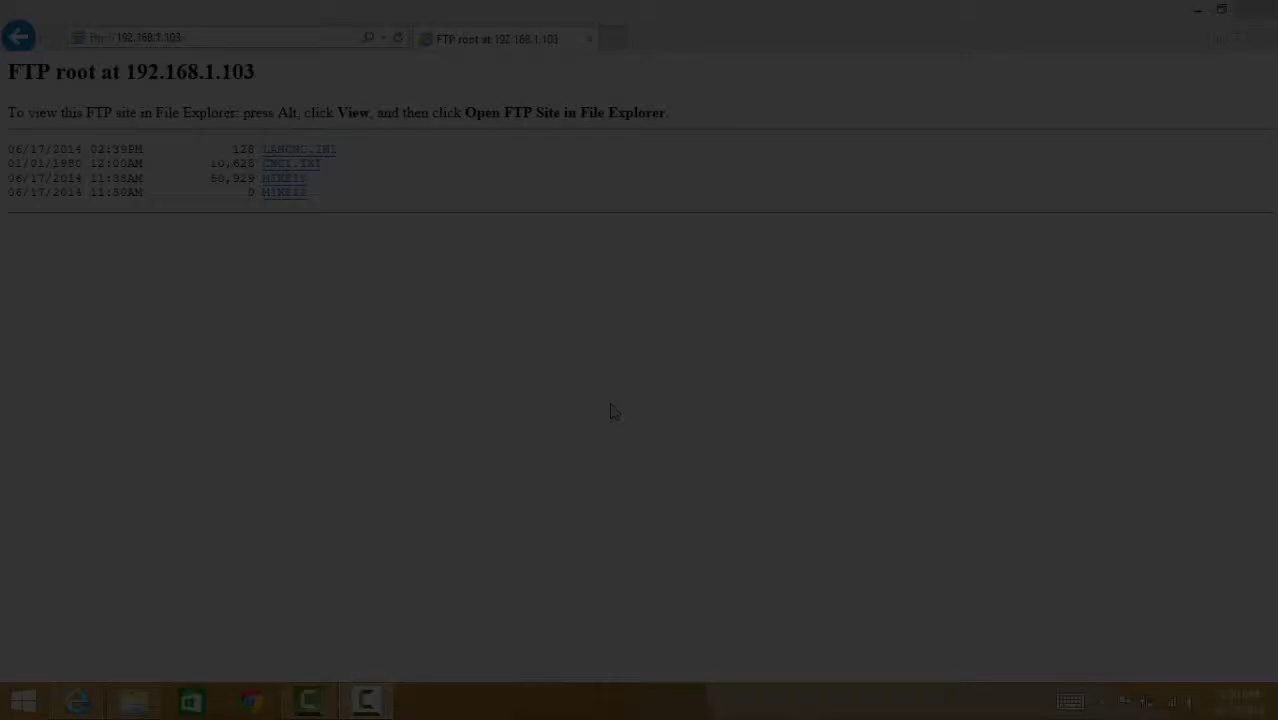 ftp://192.168.1.103/
FTP root at 192.168.1.103
FTP root at 192.168.1.103
To view this FTP site in File Explorer: press Alt, click View, and then click Open FTP Site in File Explorer.
06/17/2014 02:39PM 128
01/01/1980 12:00AM 10,625 CNC1.TXT
06/17/2014 11:38AM 50,929
06/17/2014 11:50AM 0